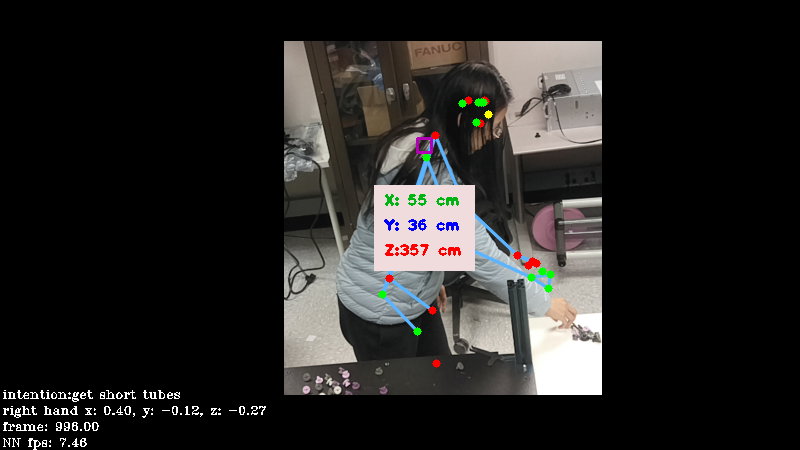 FANUC
X: 55 cm
Y: 36 cm
Z:357 cm
intention:get short tubes
right hand x: 0.40, y: -0.12, z: -0.27
frame: 996.00
NN fps: 7.46